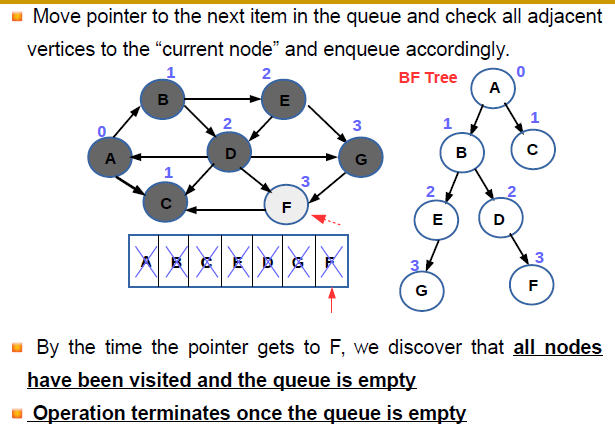 Move pointer to the next item in the queue and check all adjacent
vertices to the “current node” and enqueue accordingly.
1 2 BF Tree 0
B E A
0 2 3 1 1
A D G B C
1 3 2 2
C F E D
A B C E D G F
3 3
G F
By the time the pointer gets to F, we discover that all nodes
have been visited and the queue is empty
Operation terminates once the queue is empty